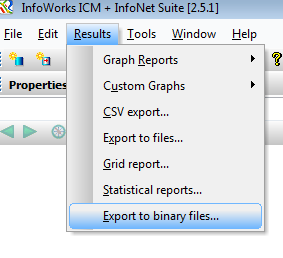 InfoWorks ICM + InfoNet Suite [2.5.1]
File Edit Results Tools Window Help
Graph Reports
Properties
Custom Graphs
CSV export...
Export to files...
Grid report...
Statistical reports...
Export to binary files...